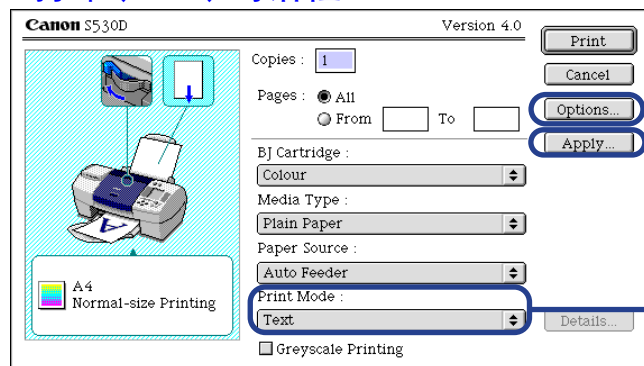 Canon S530D Version 4.0
Print
Copies : 1
Cancel
Pages : All
Options...
From To
Apply...
BJ Cartridge :
Colour
Media Type :
Plain Paper
Paper Source :
Auto Feeder
A4
Normal-size Printing
Print Mode :
Text
Details...
Greyscale Printing